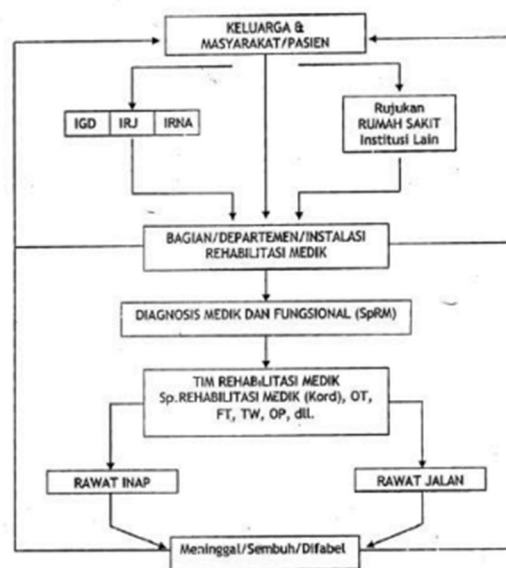 KELUARGA &
MASYARAKAT/PASIEN
IGD IRJ IRNA
Rujukan
RUMAH SAKIT
Institusi Lain
BAGIAN/DEPARTEMEN/INSTALASI
REHABILITASI MEDIK
DIAGNOSIS MEDIK DAN FUNGSIONAL (SpRM)
TIM REHABILITASI MEDIK
Sp.REHABILITASI MEDIK (Kord), OT,
FT, TW, OP, dll.
RAWAT INAP
RAWAT JALAN
Meninggal/Sembuh/Difabel